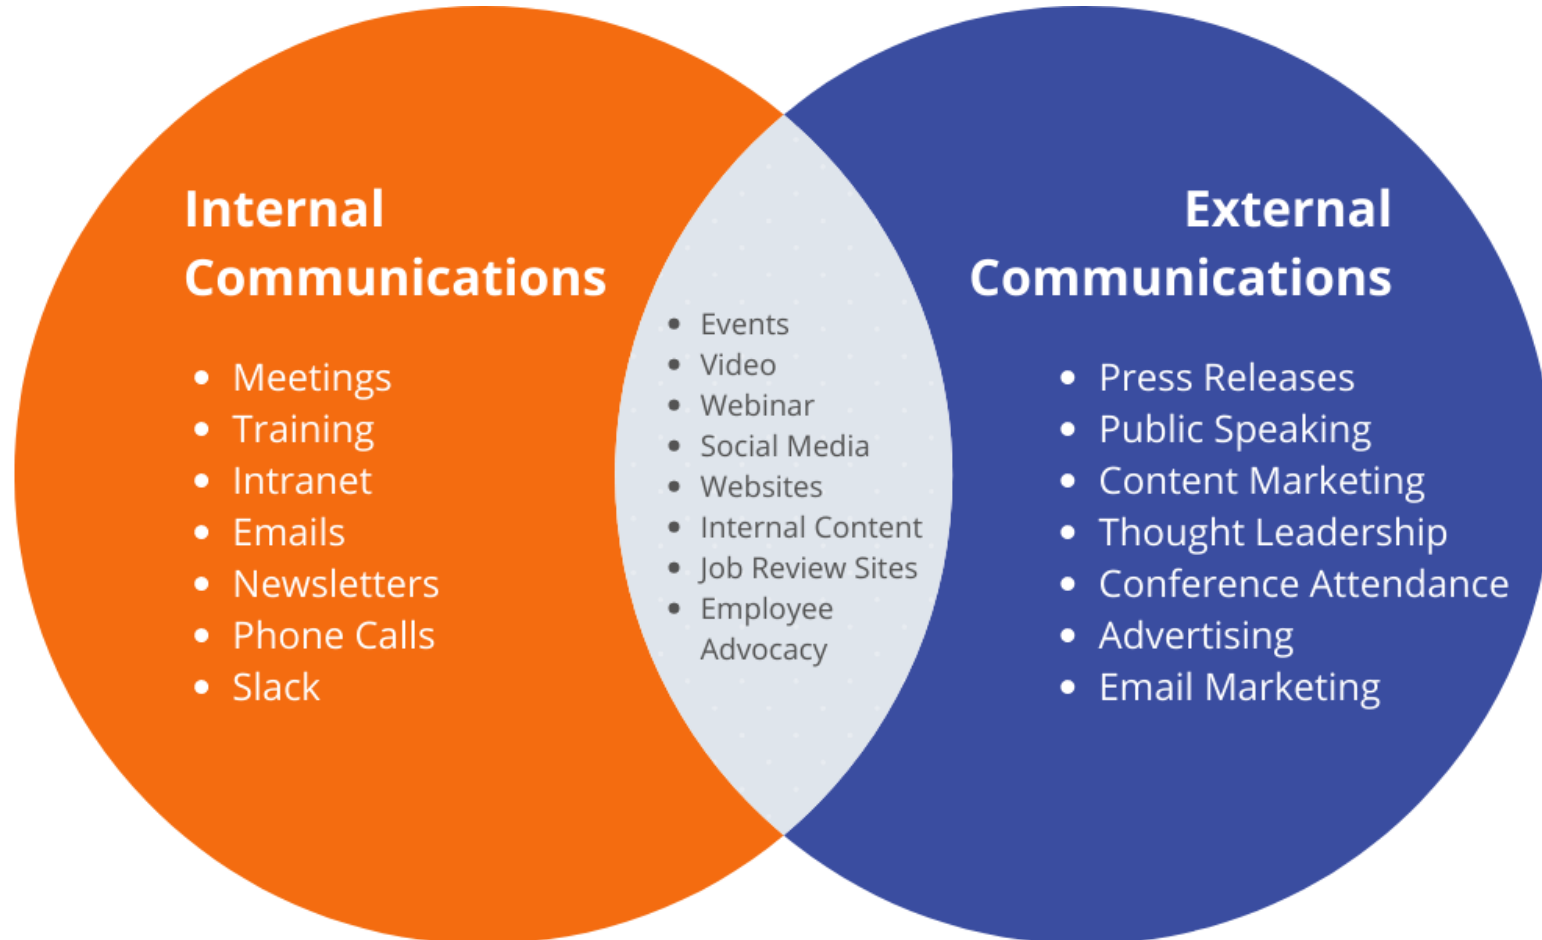 Internal
Communications
• Meetings
• Training
• Intranet
• Emails
• Newsletters
• Phone Calls
• Slack
• Events
• Video
• Webinar
• Social Media
• Websites
• Internal Content
• Job Review Sites
• Employee
Advocacy
External
Communications
• Press Releases
• Public Speaking
• Content Marketing
• Thought Leadership
• Conference Attendance
• Advertising
• Email Marketing